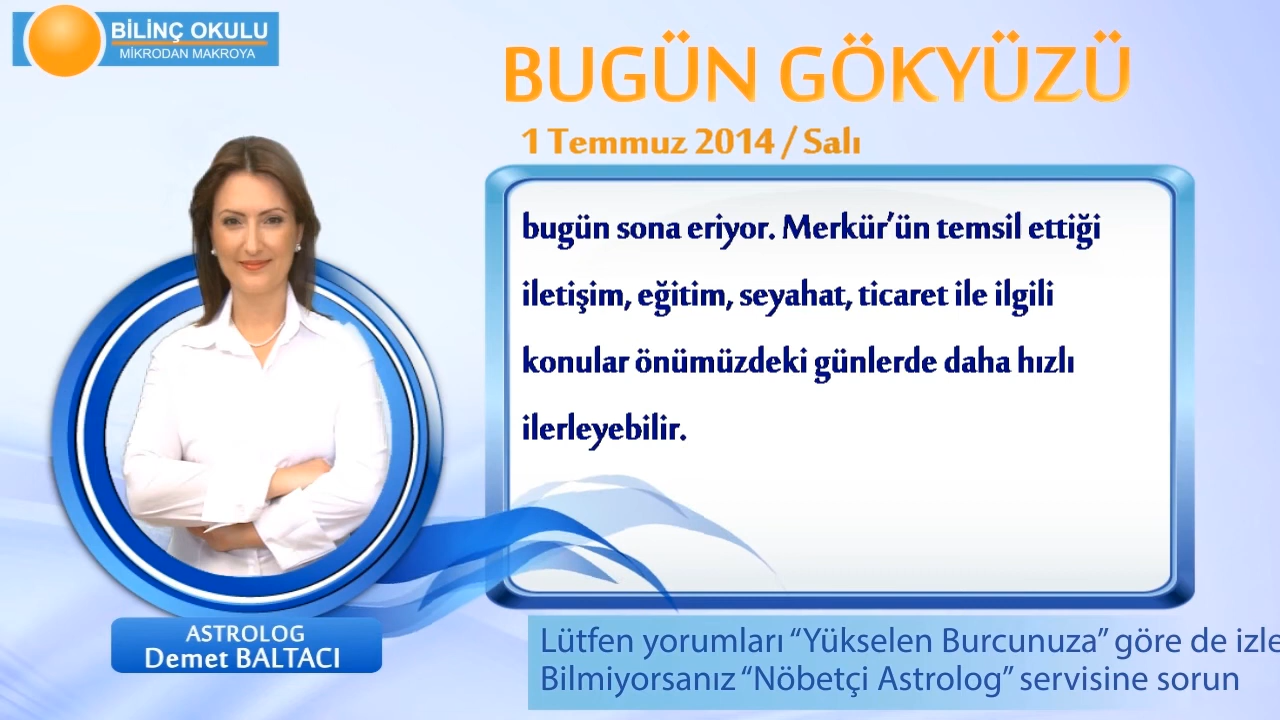 BİLİNÇ OKULU
MİKRODAN MAKROYA
BUGÜN GÖKYÜZÜ
1 Temmuz 2014 / Salı
bugün sona eriyor. Merkür’ün temsil ettiği
iletişim, eğitim, seyahat, ticaret ile ilgili
konular önümüzdeki günlerde daha hızlı
ilerleyebilir.
ASTROLOG
Demet BALTACI
Lütfen yorumları “Yükselen Burcunuza” göre de izle
Bilmiyorsanız “Nöbetçi Astrolog” servisine sorun